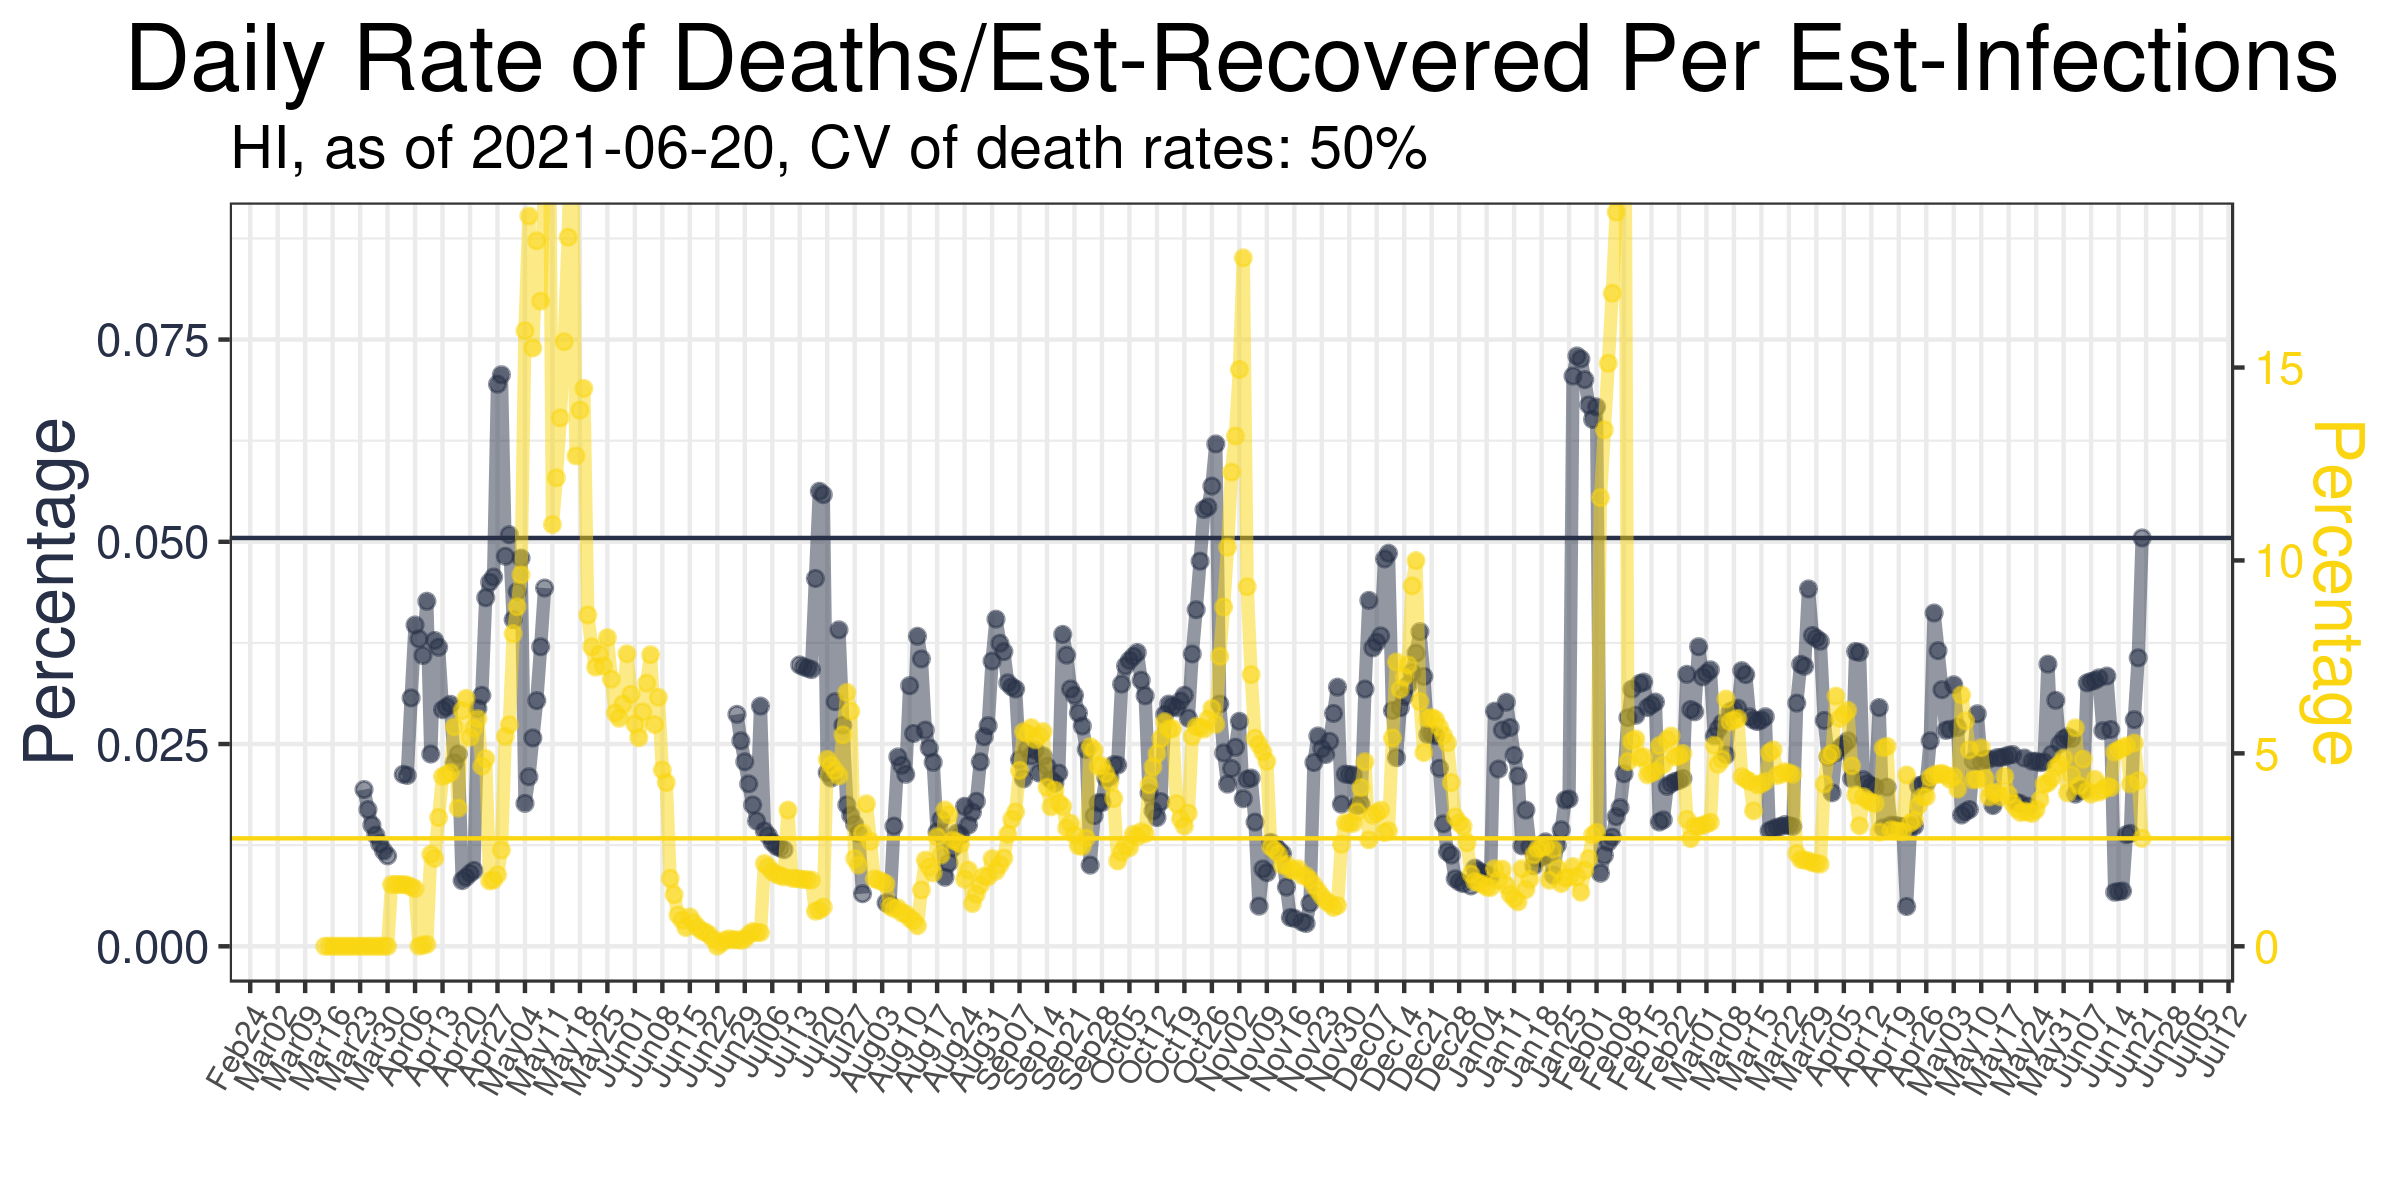 Daily Rate of Deaths/Est-Recovered Per Est-Infections
HI, as of 2021-06-20, CV of death rates: 50%
Percentage
0.075
0.050
0.025
0.000
15
10
5
0
Percentage
Feb24
Mar02
Mar09
Mar16
Mar23
Mar30
Apr06
Apr13
Apr20
Apr27
May04
May11
May18
May25
Jun01
Jun08
Jun15
Jun22
Jun29
Jul06
Jul13
Jul20
Jul27
Aug03
Aug10
Aug17
Aug24
Aug31
Sep07
Sep14
Sep21
Sep28
Oct05
Oct12
Oct19
Oct26
Nov02
Nov09
Nov16
Nov23
Nov30
Dec07
Dec14
Dec21
Dec28
Jan04
Jan11
Jan18
Jan25
Feb01
Feb08
Feb15
Feb22
Mar01
Mar08
Mar15
Mar22
Mar29
Apr05
Apr12
Apr19
Apr26
May03
May10
May17
May24
May31
Jun07
Jun14
Jun21
Jun28
Jul05
Jul12